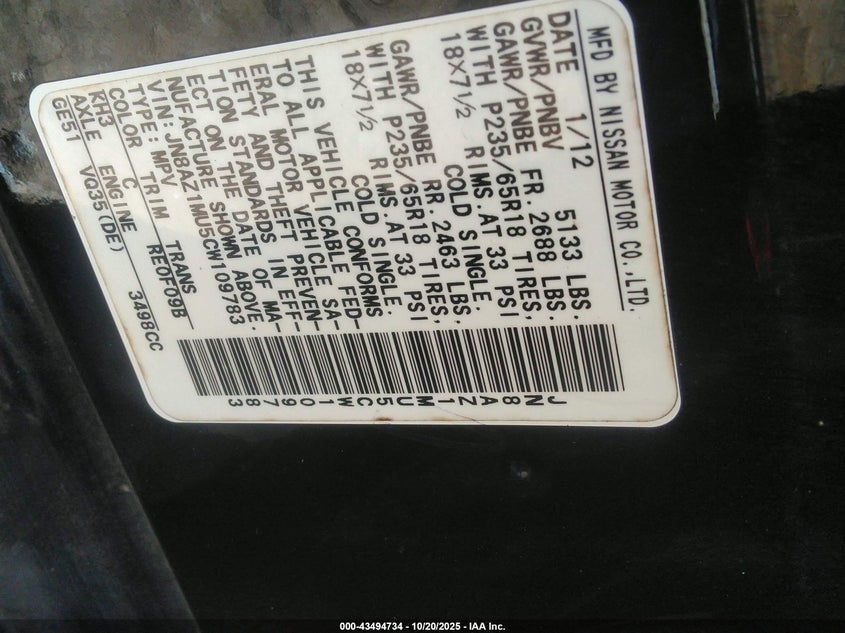 MFD BY NISSAN MOTOR CO.,LTD.
DATE 1/12
GVWR/PNBV 5133 LBS.
GAWR/PNBE FR. 2688 LBS.
WITH P235/65R18 TIRES,
18X7½ RIMS.AT 33 PSI
COLD SINGLE.
GAWR/PNBE RR. 2463 LBS,
WITH P235/65R18 TIRES,
18X7½ RIMS.AT 33 PSI
COLD SINGLE.
THIS VEHICLE CONFORMS
TO ALL APPLICABLE FED-
ERAL MOTOR VEHICLE SA-
FETY AND THEFT PREVEN-
TION STANDARDS IN EFF-
ECT ON THE DATE OF MA-
NUFACTURE SHOWN ABOVE.
VIN: JN8AZ1MU5CW109783
TYPE: MPV
COLOR TRIM TRANS
KH3 C RE0F09B
AXLE ENGINE
GE51 VQ35(DE) 3498CC
JN8AZ1MU5CW109783
000-43494734 - 10/20/2025 - IAA Inc.